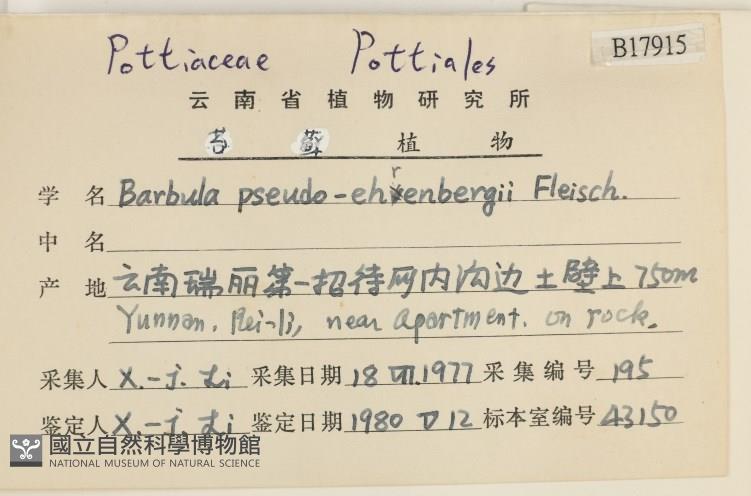 Pottiaceae Pottiales
B17915
云南省植物研究所
苔藓植物
学名 Barbula pseudo-ehrenbergii Fleisch.
中名
产地 云南瑞丽第一招待所内沟边土壁上 750m
Yunnan, Rei-li, near apartment. on rock.
采集人 X.-j. Li 采集日期 18 VII.1977 采集编号 195
鉴定人 X.-j. Li 鉴定日期 1980 V 12 标本室编号 43150
國立自然科學博物館
NATIONAL MUSEUM OF NATURAL SCIENCE